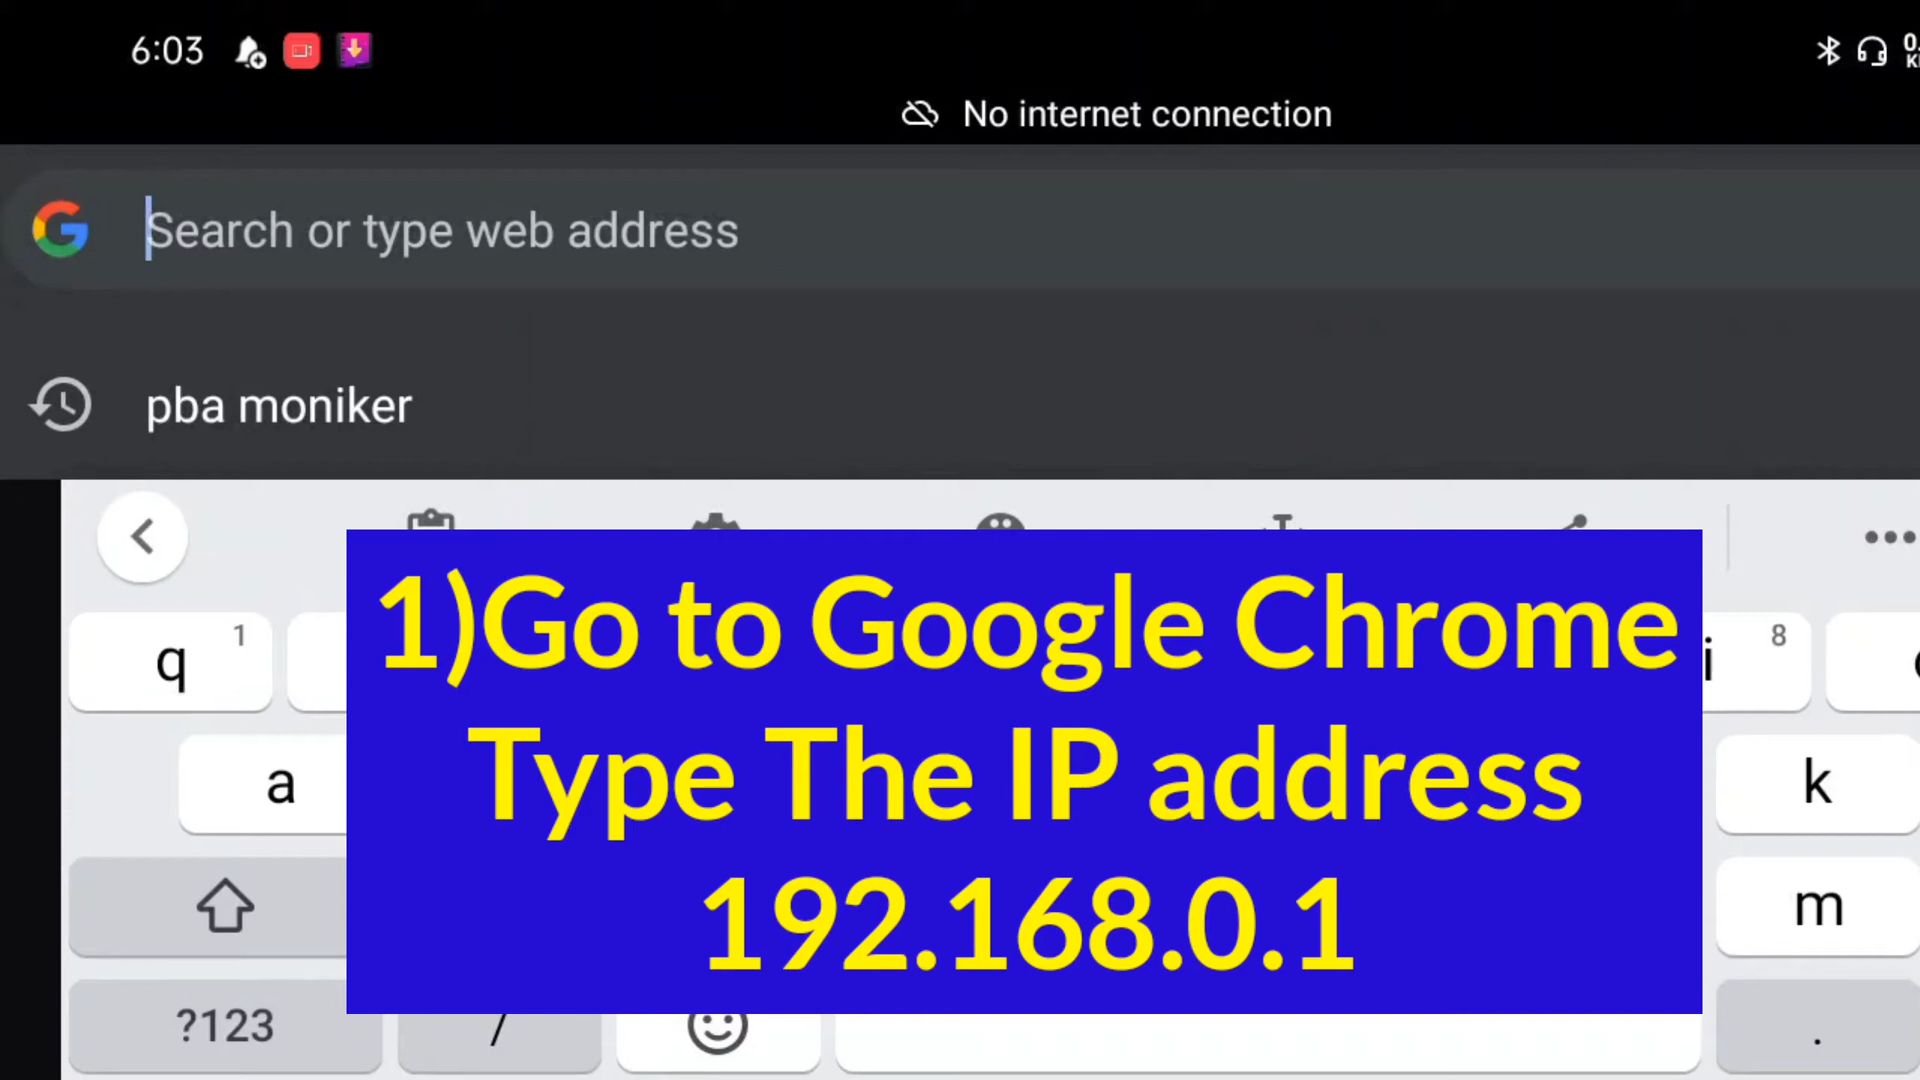 6:03
0.
No internet connection
Search or type web address
pba moniker
q 1
i 8
a
k
m
?123 / .
1)Go to Google Chrome
Type The IP address
192.168.0.1